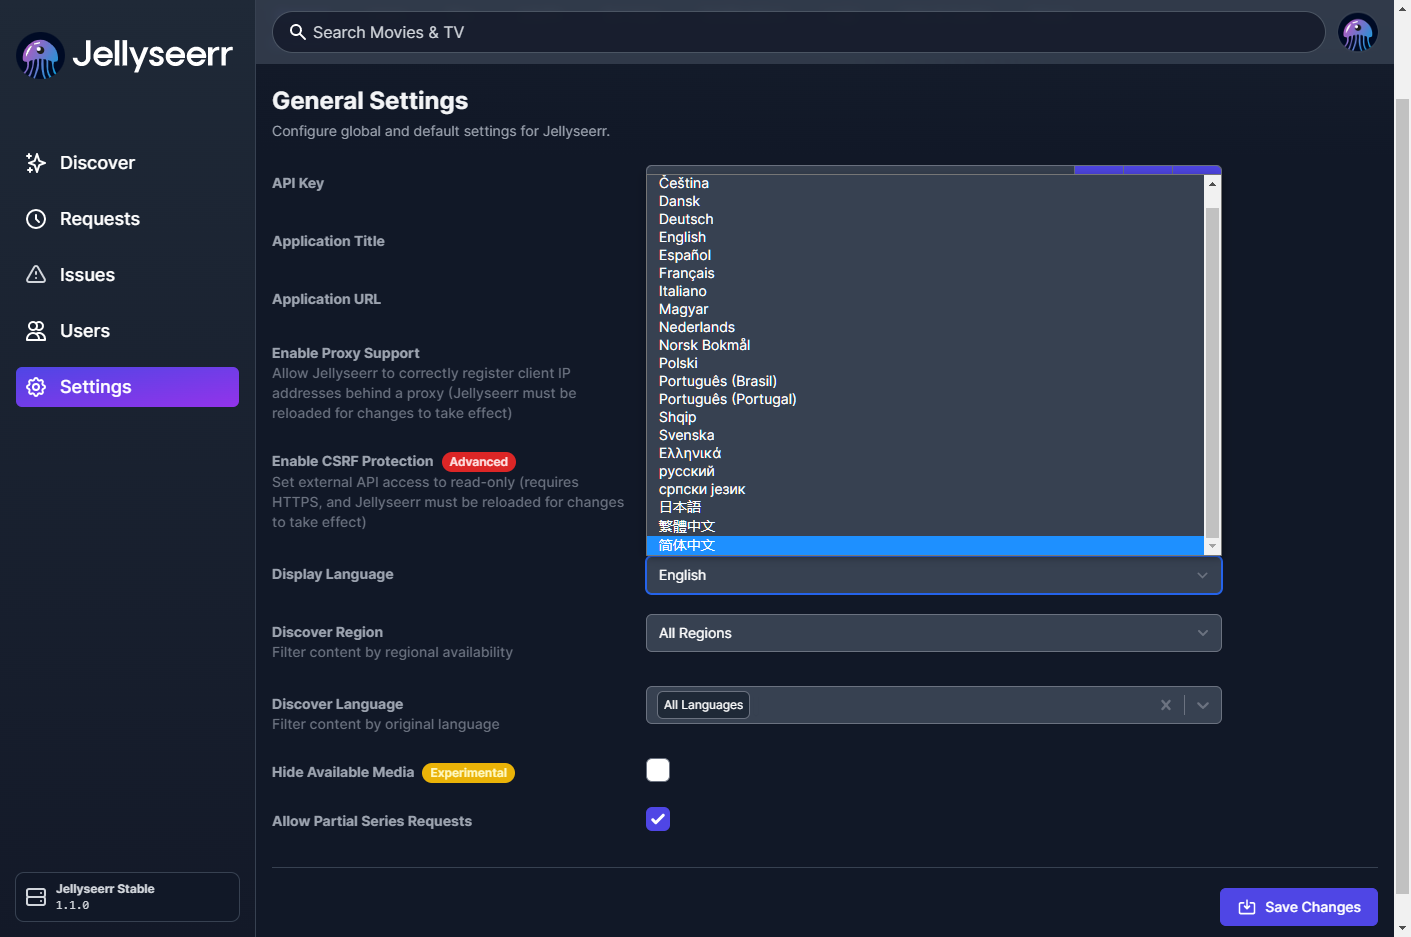 Jellyseerr
Search Movies & TV
Discover
Requests
Issues
Users
Settings
Jellyseerr Stable
1.1.0
General Settings
Configure global and default settings for Jellyseerr.
API Key
Application Title
Application URL
Enable Proxy Support
Allow Jellyseerr to correctly register client IP
addresses behind a proxy (Jellyseerr must be
reloaded for changes to take effect)
Enable CSRF Protection Advanced
Set external API access to read-only (requires
HTTPS, and Jellyseerr must be reloaded for changes
to take effect)
Čeština
Dansk
Deutsch
English
Español
Français
Italiano
Magyar
Nederlands
Norsk Bokmål
Polski
Português (Brasil)
Português (Portugal)
Shqip
Svenska
Ελληνικά
русский
српски језик
日本語
繁體中文
简体中文
Display Language
English
Discover Region
Filter content by regional availability
All Regions
Discover Language
Filter content by original language
All Languages
Hide Available Media Experimental
Allow Partial Series Requests
Save Changes